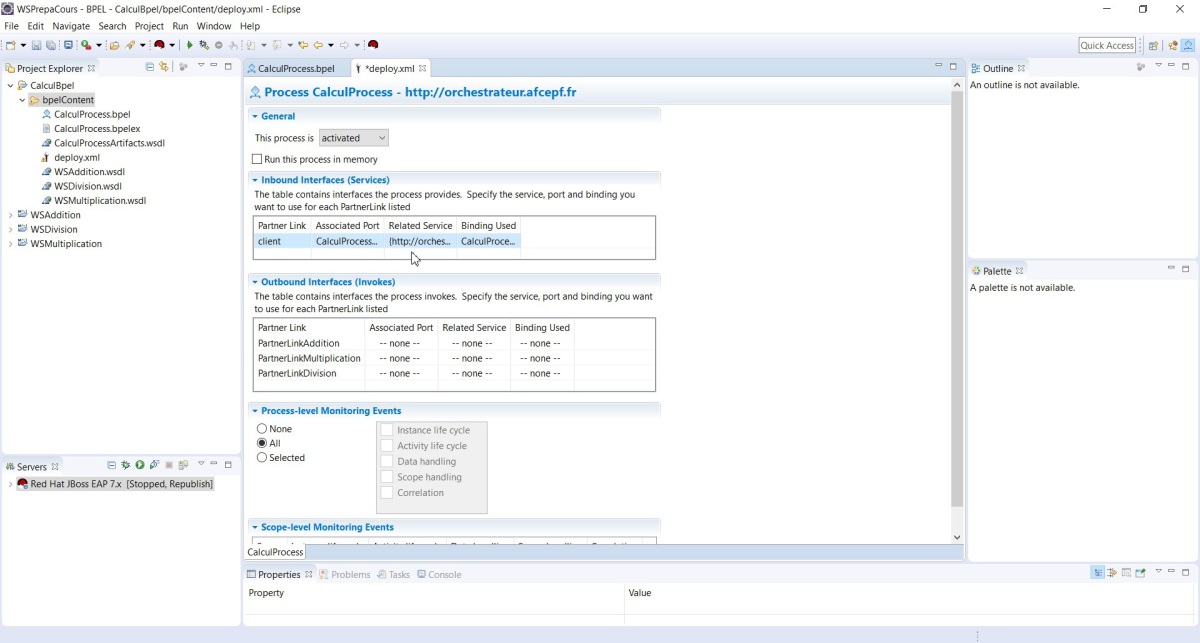 WSPrepaCours - BPEL - CalculBpel/bpelContent/deploy.xml - Eclipse
File Edit Navigate Search Project Run Window Help
Quick Access
Project Explorer
CalculBpel
bpelContent
CalculProcess.bpel
CalculProcess.bpelex
CalculProcessArtifacts.wsdl
deploy.xml
WSAddition.wsdl
WSDivision.wsdl
WSMultiplication.wsdl
WSAddition
WSDivision
WSMultiplication
Servers
Red Hat JBoss EAP 7.x [Stopped, Republish]
CalculProcess.bpel *deploy.xml
Process CalculProcess - http://orchestrateur.afcepf.fr
General
This process is activated
Run this process in memory
Inbound Interfaces (Services)
The table contains interfaces the process provides. Specify the service, port and binding you
want to use for each PartnerLink listed
Partner Link Associated Port Related Service Binding Used
client CalculProcess... {http://orches... CalculProce...
Outbound Interfaces (Invokes)
The table contains interfaces the process invokes. Specify the service, port and binding you want
to use for each PartnerLink listed
Partner Link Associated Port Related Service Binding Used
PartnerLinkAddition -- none -- -- none -- -- none --
PartnerLinkMultiplication -- none -- -- none -- -- none --
PartnerLinkDivision -- none -- -- none -- -- none --
Process-level Monitoring Events
None
All
Selected
Instance life cycle
Activity life cycle
Data handling
Scope handling
Correlation
Scope-level Monitoring Events
CalculProcess
Properties Problems Tasks Console
Property Value
Outline
An outline is not available.
Palette
A palette is not available.